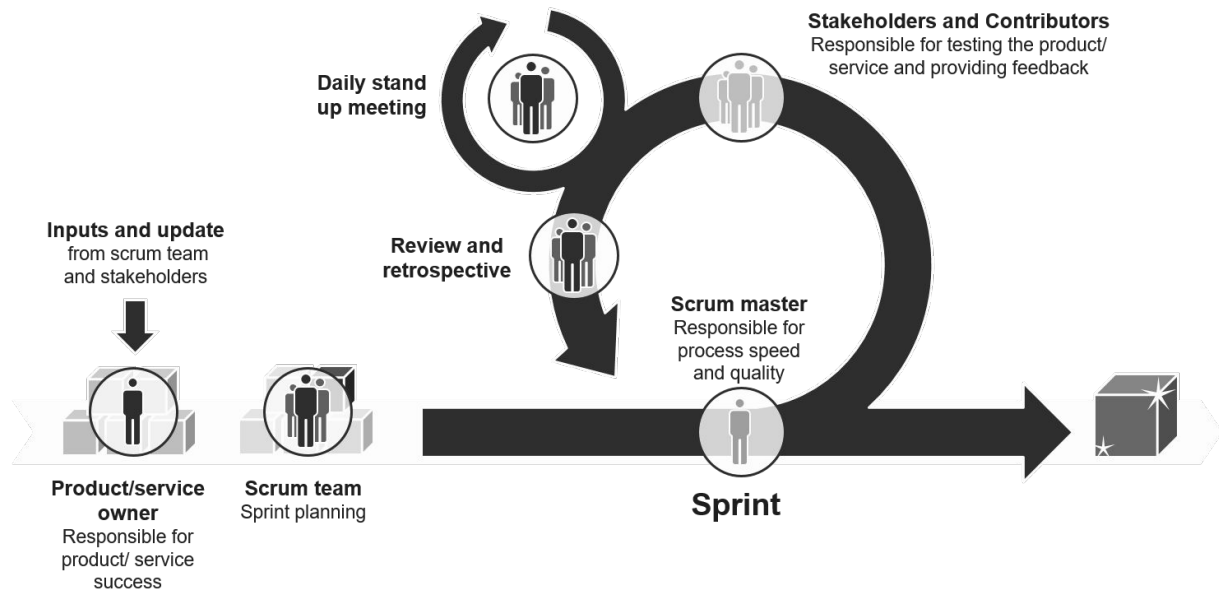 Stakeholders and Contributors
Responsible for testing the product/
service and providing feedback
Daily stand
up meeting
Inputs and update
from scrum team
and stakeholders
Review and
retrospective
Scrum master
Responsible for
process speed
and quality
Product/service
owner
Responsible for
product/ service
success
Scrum team
Sprint planning
Sprint